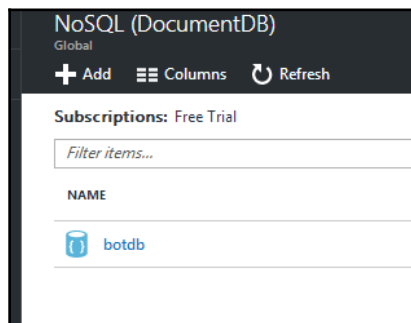 NoSQL (DocumentDB)
Global
Add Columns Refresh
Subscriptions: Free Trial
Filter items...
NAME
{ } botdb